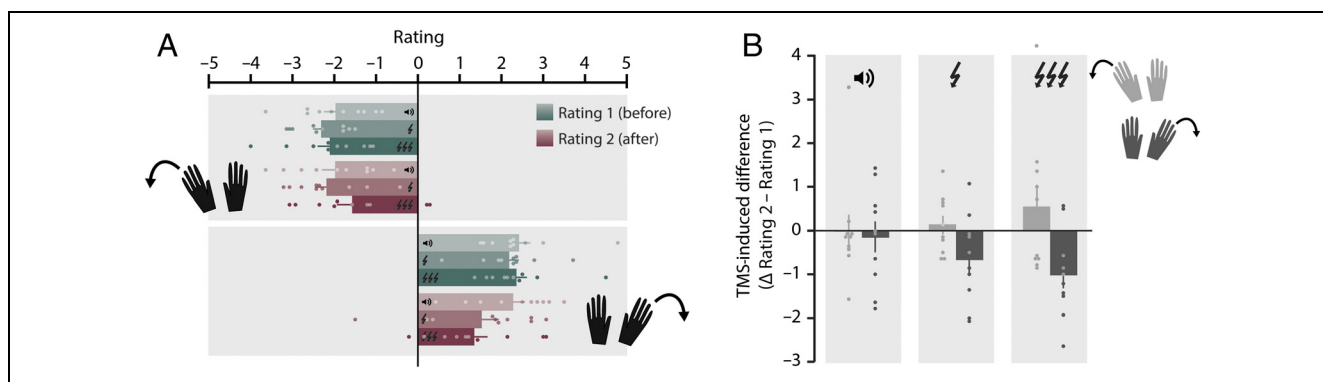 A
Rating
–5 –4 –3 –2 –1 0 1 2 3 4 5
Rating 1 (before)
Rating 2 (after)
B
TMS-induced difference
(Δ Rating 2 – Rating 1)
4
3
2
1
0
–1
–2
–3